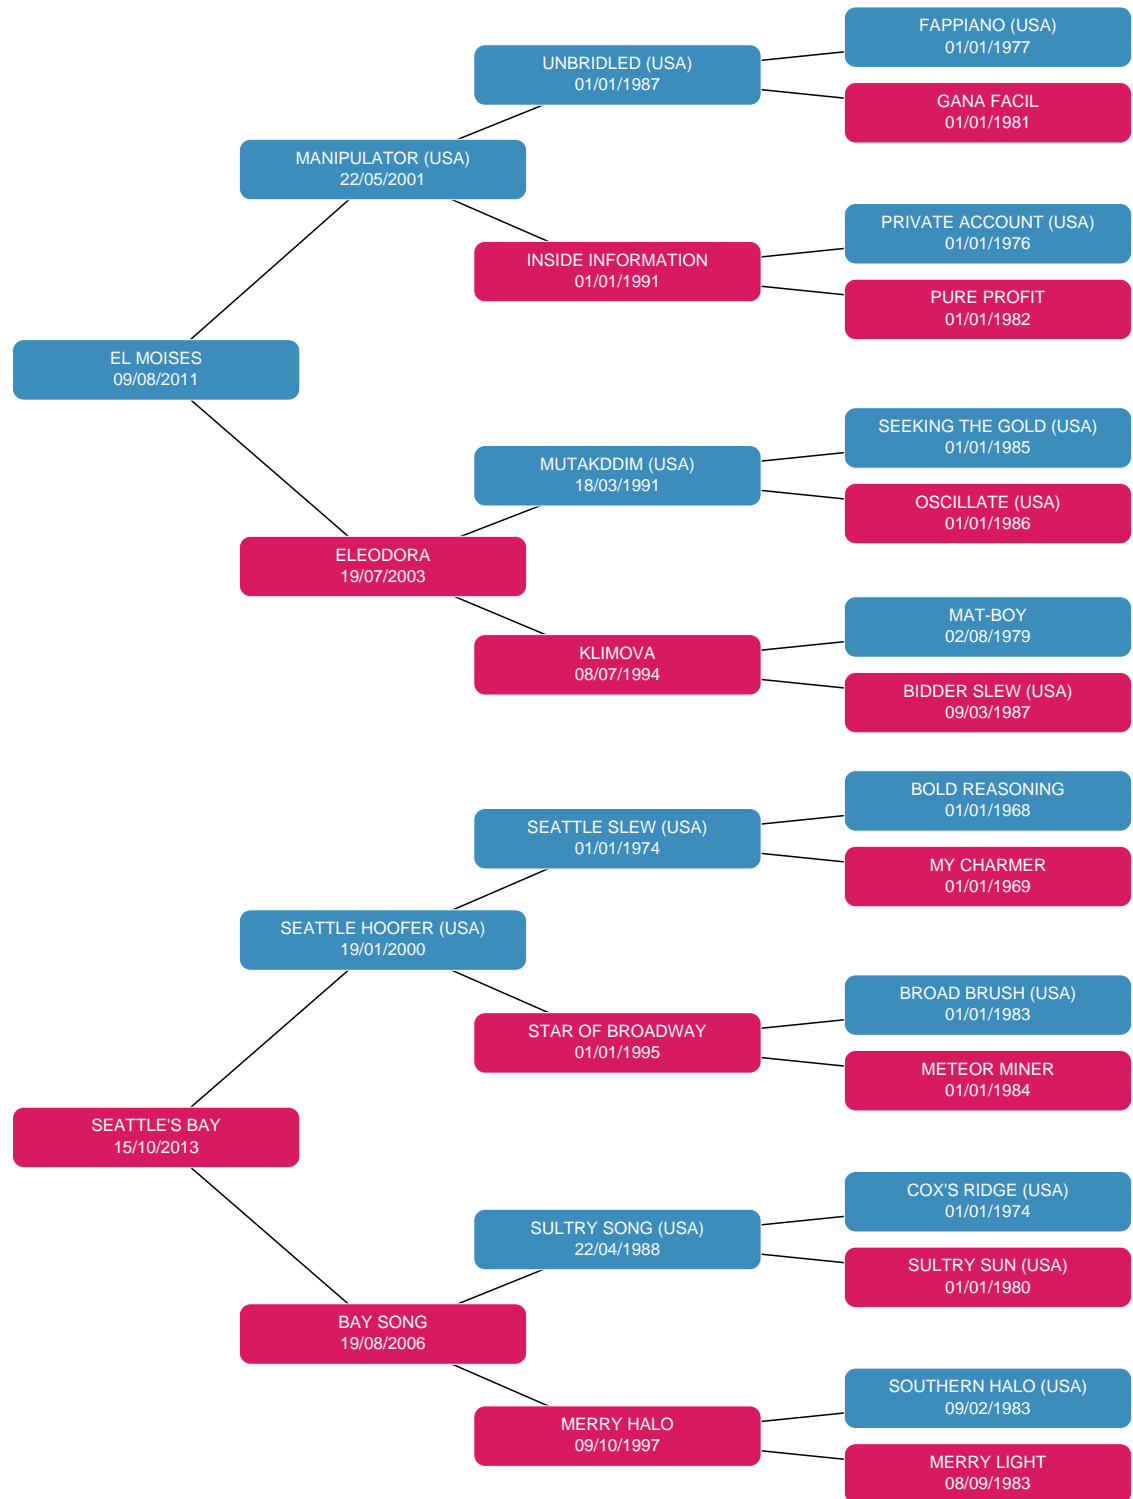 FAPPIANO (USA)
01/01/1977
UNBRIDLED (USA)
01/01/1987
GANA FACIL
01/01/1981
MANIPULATOR (USA)
22/05/2001
PRIVATE ACCOUNT (USA)
01/01/1976
INSIDE INFORMATION
01/01/1991
PURE PROFIT
01/01/1982
EL MOISES
09/08/2011
SEEKING THE GOLD (USA)
01/01/1985
MUTAKDDIM (USA)
18/03/1991
OSCILLATE (USA)
01/01/1986
ELEODORA
19/07/2003
MAT-BOY
02/08/1979
KLIMOVA
08/07/1994
BIDDER SLEW (USA)
09/03/1987
BOLD REASONING
01/01/1968
SEATTLE SLEW (USA)
01/01/1974
MY CHARMER
01/01/1969
SEATTLE HOOFER (USA)
19/01/2000
BROAD BRUSH (USA)
01/01/1983
STAR OF BROADWAY
01/01/1995
METEOR MINER
01/01/1984
SEATTLE'S BAY
15/10/2013
COX'S RIDGE (USA)
01/01/1974
SULTRY SONG (USA)
22/04/1988
SULTRY SUN (USA)
01/01/1980
BAY SONG
19/08/2006
SOUTHERN HALO (USA)
09/02/1983
MERRY HALO
09/10/1997
MERRY LIGHT
08/09/1983